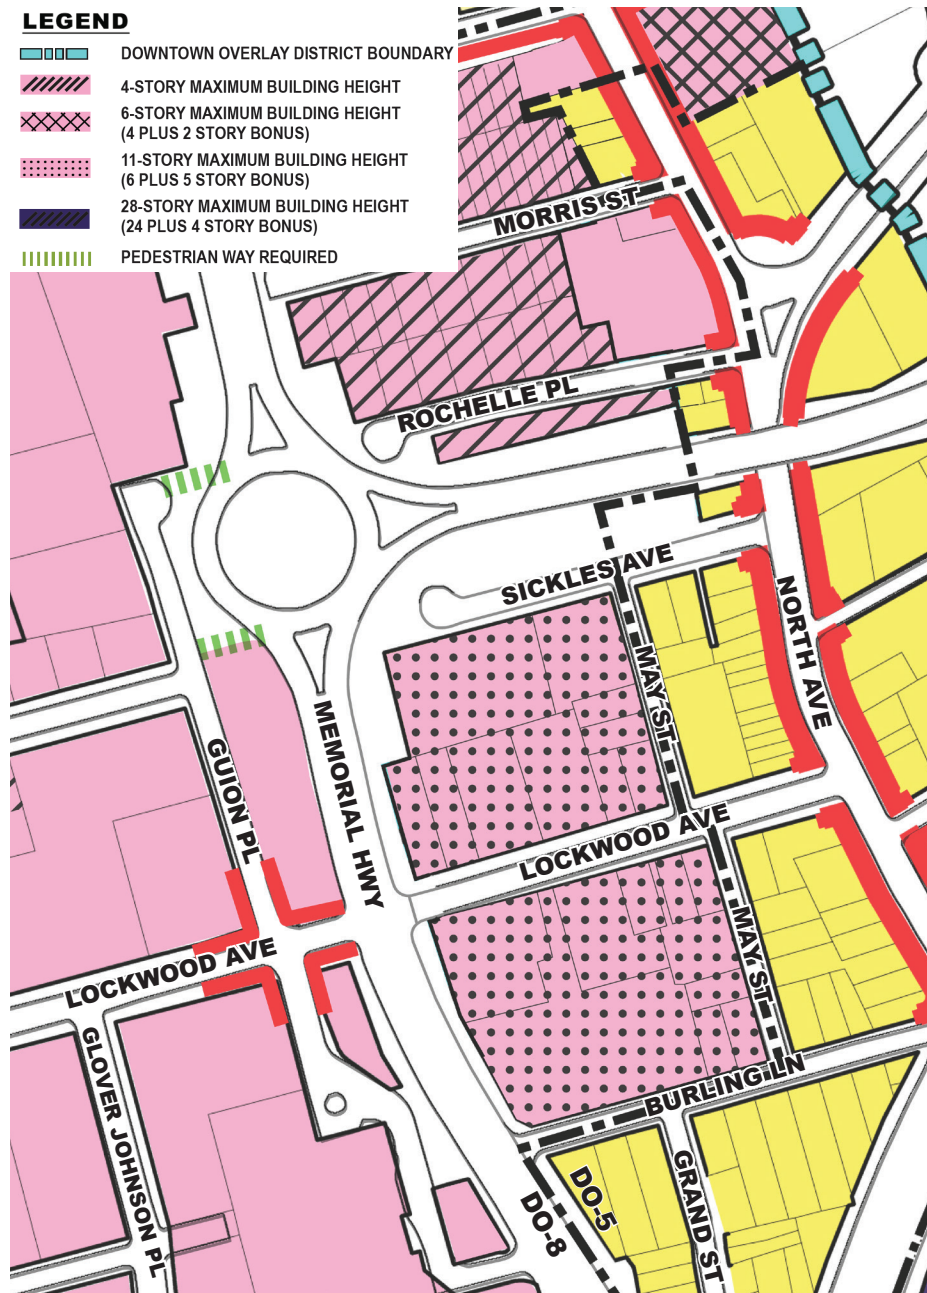 LEGEND
DOWNTOWN OVERLAY DISTRICT BOUNDARY
4-STORY MAXIMUM BUILDING HEIGHT
6-STORY MAXIMUM BUILDING HEIGHT
(4 PLUS 2 STORY BONUS)
11-STORY MAXIMUM BUILDING HEIGHT
(6 PLUS 5 STORY BONUS)
28-STORY MAXIMUM BUILDING HEIGHT
(24 PLUS 4 STORY BONUS)
PEDESTRIAN WAY REQUIRED
MORRIS ST
ROCHELLE PL
SICKLES AVE
NORTH AVE
MAY ST
GUION PL
MEMORIAL HWY
LOCKWOOD AVE
LOCKWOOD AVE
MAY ST
GLOVER JOHNSON PL
BURLING LN
GRAND ST
DO-5
DO-8